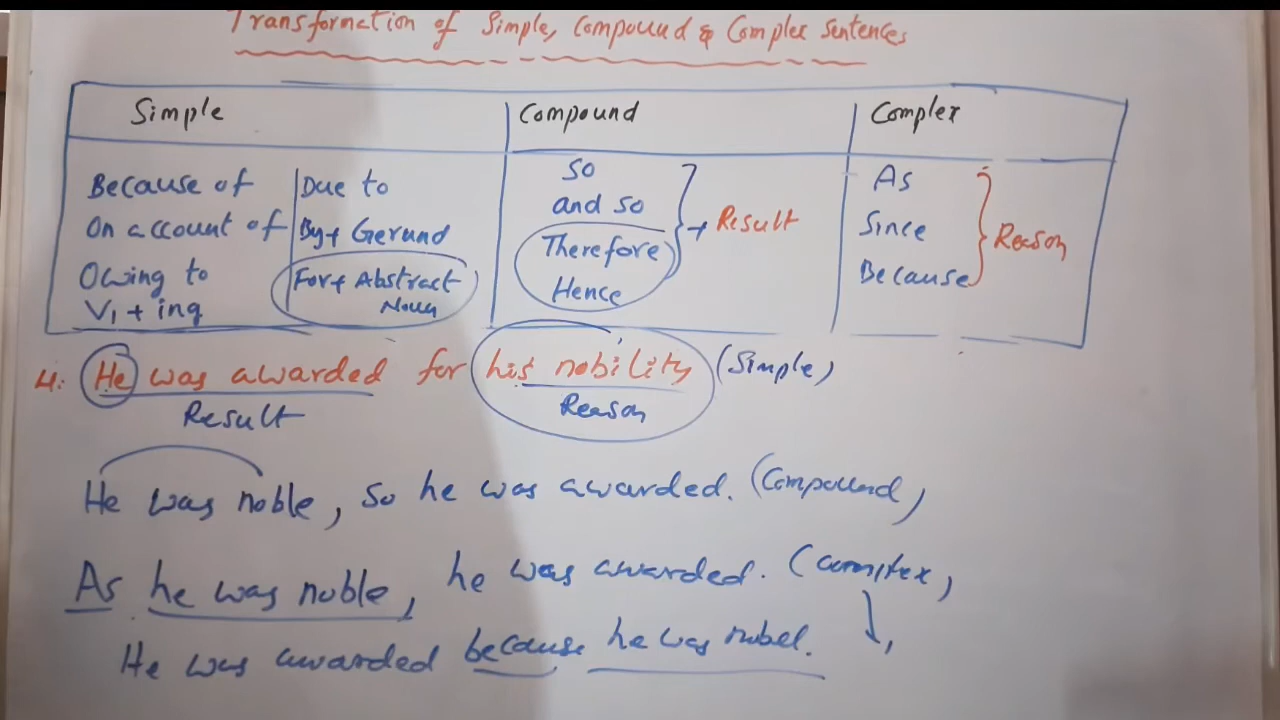 Transformation of Simple, Compound & Complex Sentences
Simple Compound Complex
Because of Due to
On account of By+ Gerund
Owing to For+ Abstract Noun
V1 + ing
So
and so
Therefore
Hence
→ Result
As
Since
Because
Reason
4. He was awarded for his nobility (Simple)
Result Reason
He was noble, So he was awarded. (Compound)
As he was noble, he was awarded. (Complex)
He was awarded because he was nobel.